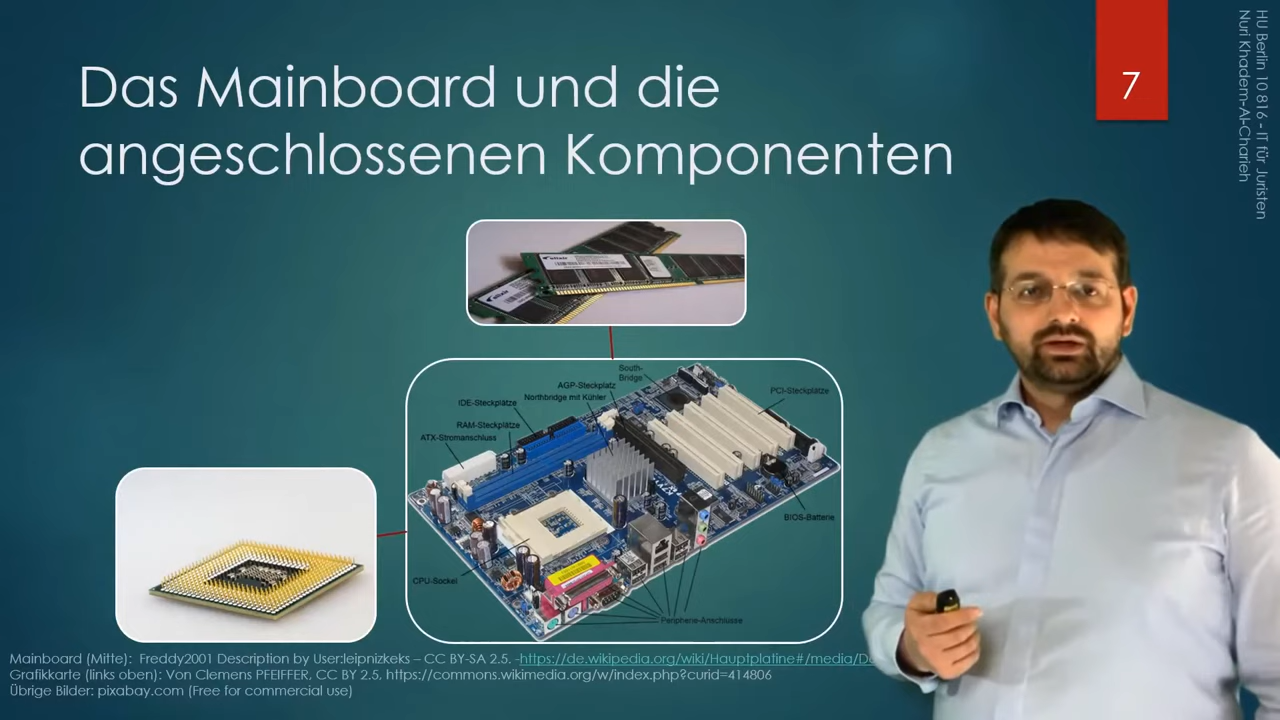 Das Mainboard und die
angeschlossenen Komponenten
7
HU Berlin 10 816 - IT für Juristen
Nuri Khadem-Al-Charieh
South-
Bridge
AGP-Steckplatz
PCI-Steckplätze
Northbridge mit Kühler
IDE-Steckplätze
RAM-Steckplätze
ATX-Stromanschluss
BIOS-Batterie
CPU-Sockel
Peripherie-Anschlüsse
Mainboard (Mitte): Freddy2001 Description by User:leipnizkeks – CC BY-SA 2.5. -https://de.wikipedia.org/wiki/Hauptplatine#/media/De
Grafikkarte (links oben): Von Clemens PFEIFFER, CC BY 2.5, https://commons.wikimedia.org/w/index.php?curid=414806
Übrige Bilder: pixabay.com (Free for commercial use)